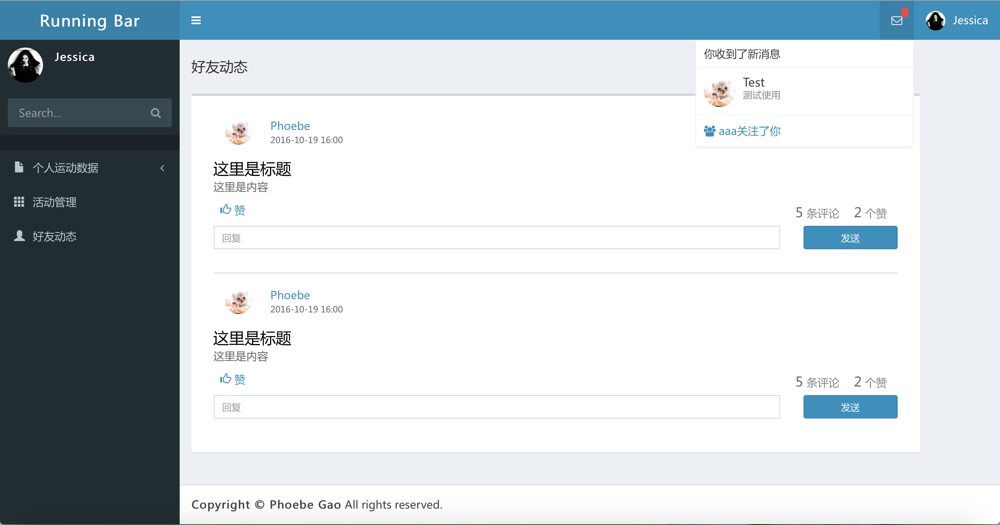 Running Bar
Jessica
Jessica
Search...
个人运动数据
活动管理
好友动态
好友动态
你收到了新消息
Test
测试使用
aaa关注了你
Phoebe
2016-10-19 16:00
这里是标题
这里是内容
赞
5 条评论 2 个赞
回复
发送
Phoebe
2016-10-19 16:00
这里是标题
这里是内容
赞
5 条评论 2 个赞
回复
发送
Copyright © Phoebe Gao All rights reserved.